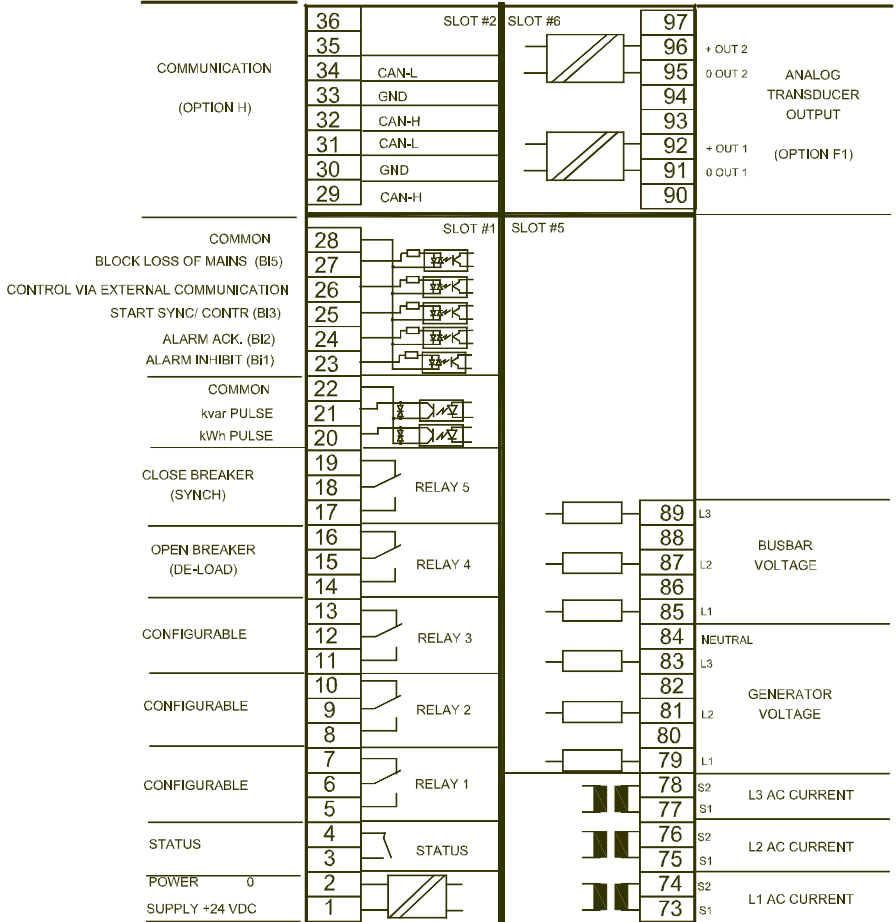 36 SLOT #2 SLOT #6 97
35 96 + OUT 2
COMMUNICATION 34 CAN-L 95 0 OUT 2 ANALOG
33 GND 94 TRANSDUCER
(OPTION H) 32 CAN-H 93 OUTPUT
31 CAN-L 92 + OUT 1 (OPTION F1)
30 GND 91 0 OUT 1
29 CAN-H 90
SLOT #1 SLOT #5
COMMON 28
BLOCK LOSS OF MAINS (BI5) 27
CONTROL VIA EXTERNAL COMMUNICATION 26
START SYNC/ CONTR (BI3) 25
ALARM ACK. (BI2) 24
ALARM INHIBIT (Bi1) 23
COMMON 22
kvar PULSE 21
kWh PULSE 20
19
CLOSE BREAKER 18 RELAY 5
(SYNCH) 17 89 L3
16 88
OPEN BREAKER 15 RELAY 4 87 L2 BUSBAR
(DE-LOAD) 14 86 VOLTAGE
13 85 L1
CONFIGURABLE 12 RELAY 3 84 NEUTRAL
11 83 L3
10 82 GENERATOR
CONFIGURABLE 9 RELAY 2 81 L2 VOLTAGE
8 80
7 79 L1
CONFIGURABLE 6 RELAY 1 78 S2 L3 AC CURRENT
5 77 S1
STATUS 4 76 S2 L2 AC CURRENT
3 STATUS 75 S1
POWER 0 2 74 S2 L1 AC CURRENT
SUPPLY +24 VDC 1 73 S1